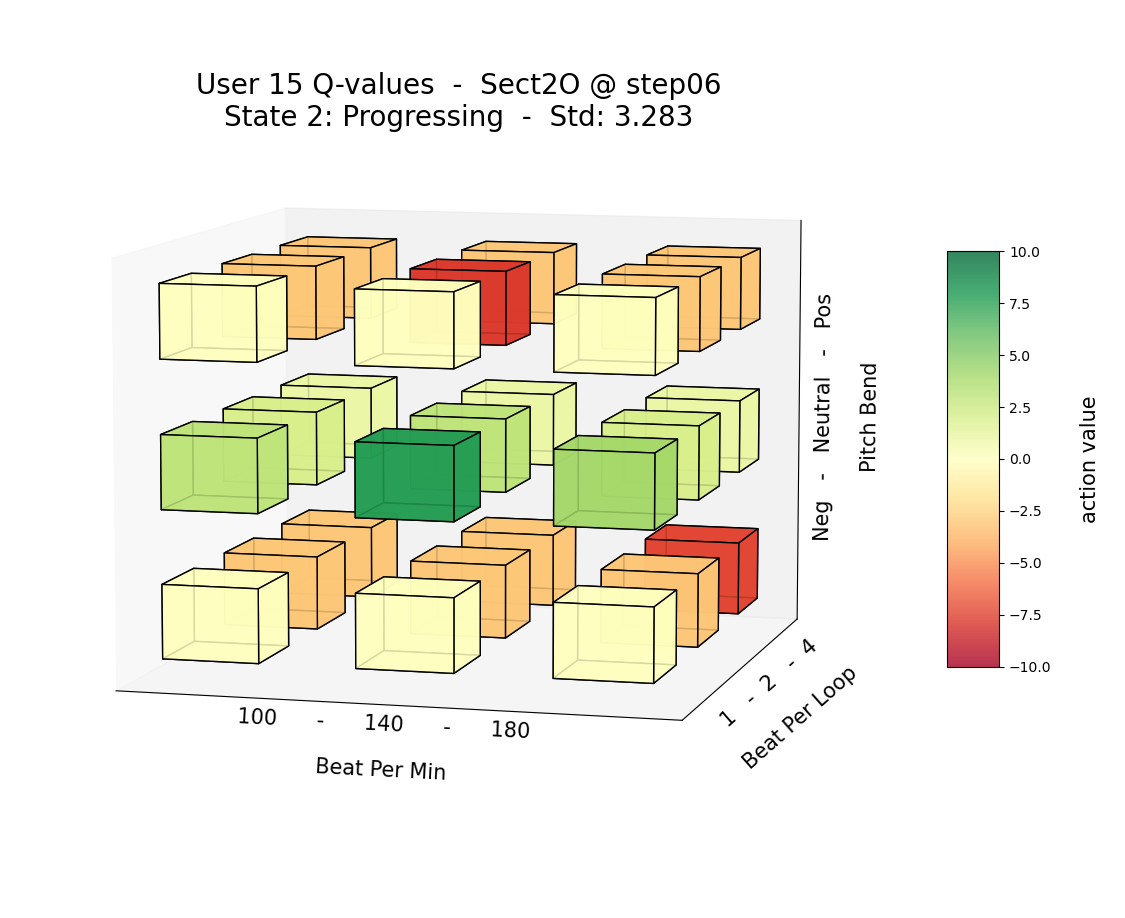 User 15 Q-values  -  Sect2O @ step06
State 2: Progressing  -  Std: 3.283
Neg   -   Neutral   -   Pos
Pitch Bend
100     -     140     -     180
Beat Per Min
1  -  2  -  4
Beat Per Loop
10.0
7.5
5.0
2.5
0.0
−2.5
−5.0
−7.5
−10.0
action value